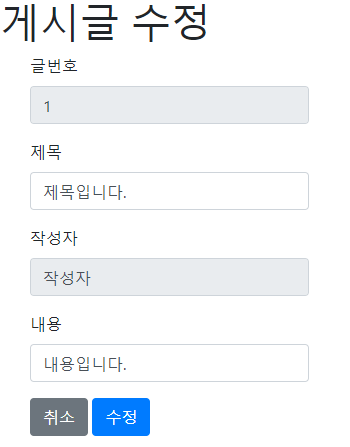 게시글 수정
글번호
1
제목
제목입니다.
작성자
작성자
내용
내용입니다.
취소 수정